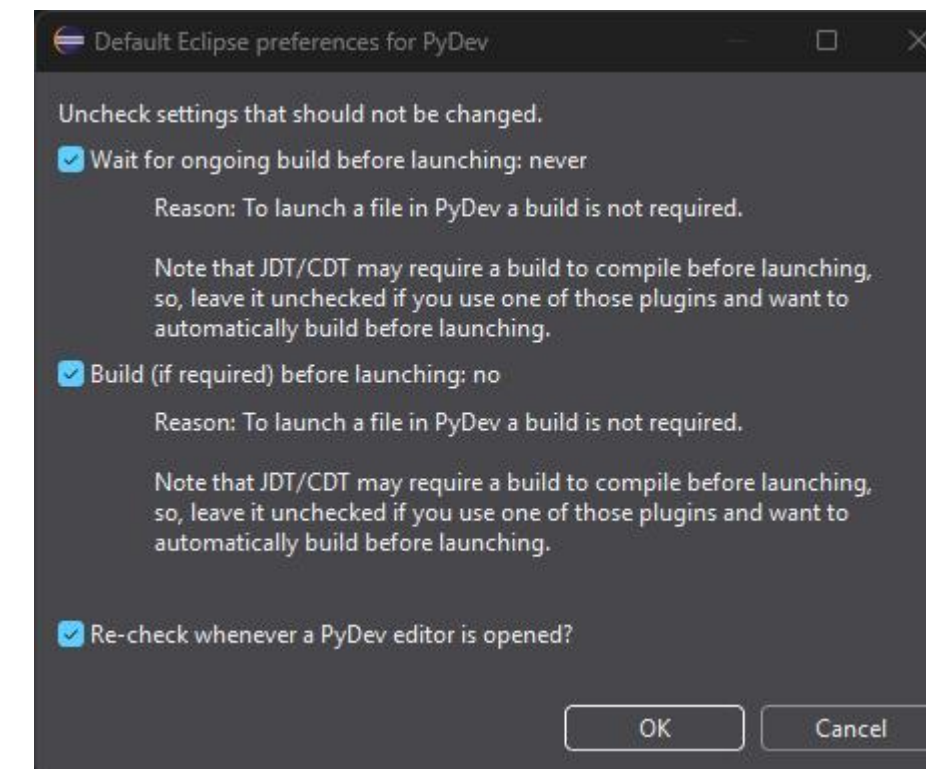 Default Eclipse preferences for PyDev
Uncheck settings that should not be changed.
Wait for ongoing build before launching: never
Reason: To launch a file in PyDev a build is not required.
Note that JDT/CDT may require a build to compile before launching,
so, leave it unchecked if you use one of those plugins and want to
automatically build before launching.
Build (if required) before launching: no
Reason: To launch a file in PyDev a build is not required.
Note that JDT/CDT may require a build to compile before launching,
so, leave it unchecked if you use one of those plugins and want to
automatically build before launching.
Re-check whenever a PyDev editor is opened?
OK
Cancel